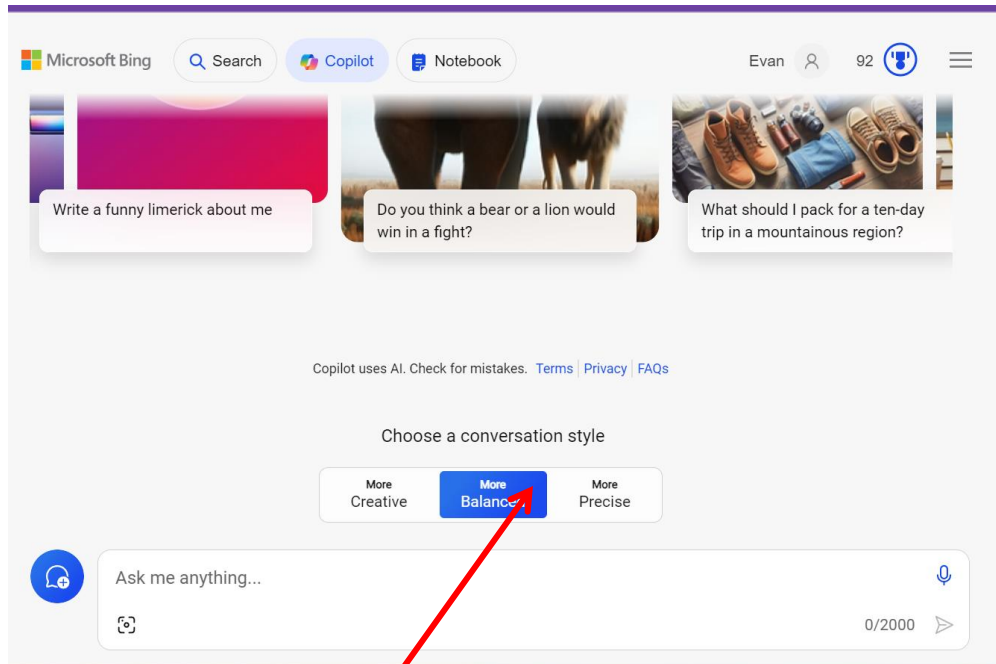 Microsoft Bing Search Copilot Notebook Evan 92
Write a funny limerick about me
Do you think a bear or a lion would
win in a fight?
What should I pack for a ten-day
trip in a mountainous region?
Copilot uses AI. Check for mistakes. Terms Privacy FAQs
Choose a conversation style
More More More
Creative Balanced Precise
Ask me anything...
0/2000